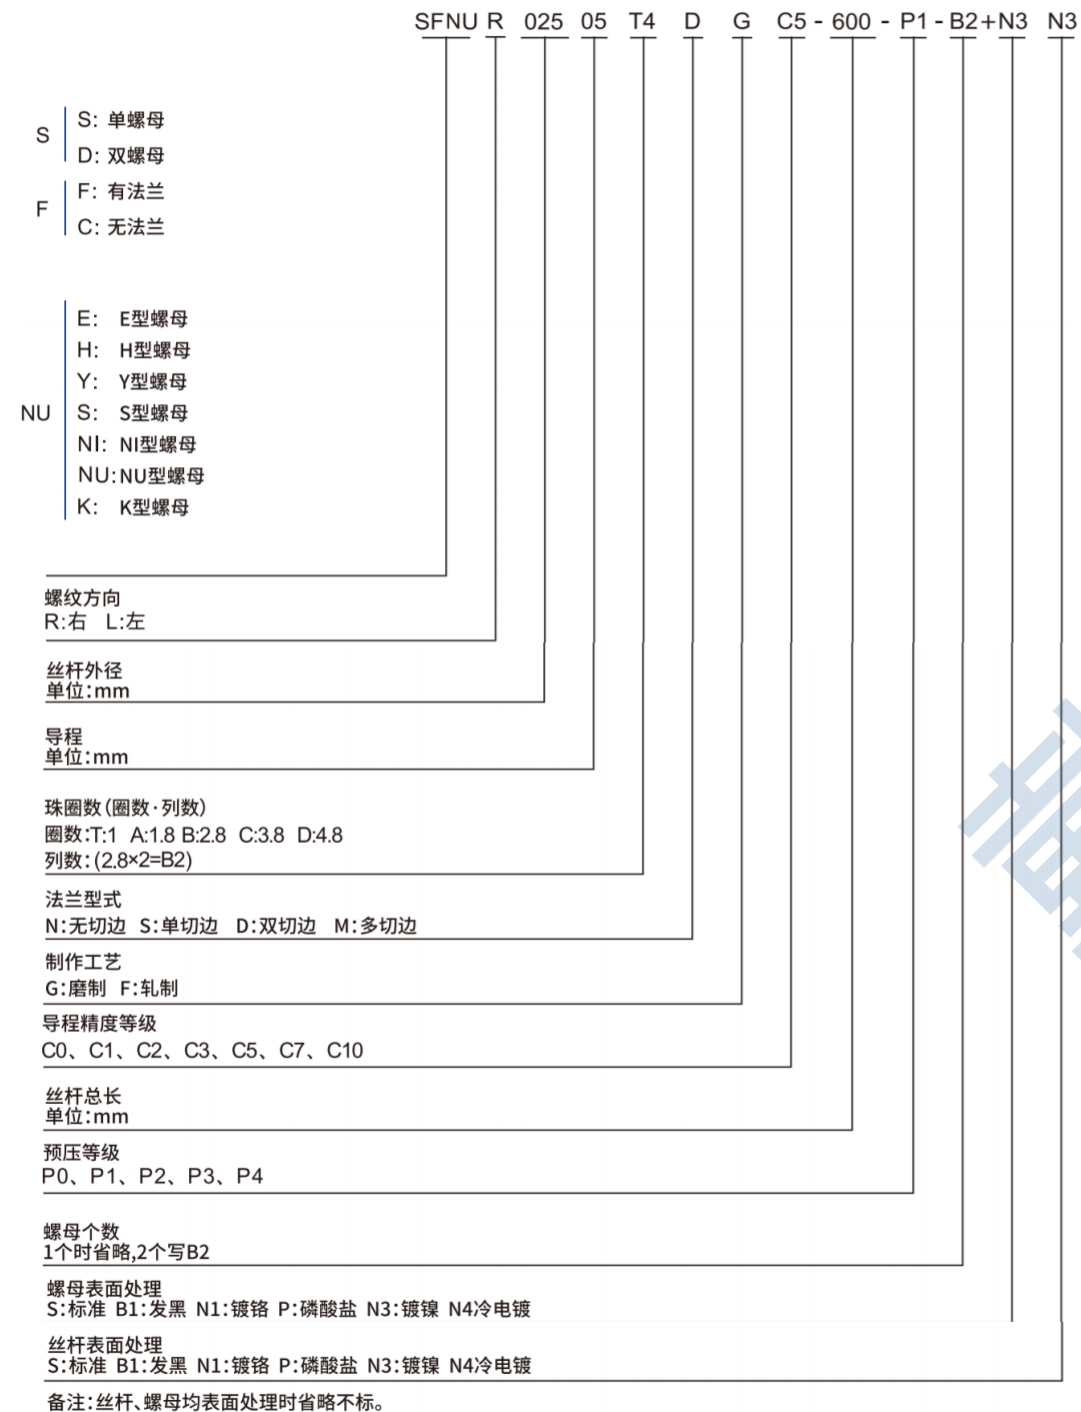 SFNU R 025 05 T4 D G C5 - 600 - P1 - B2+N3 N3
S
S: 单螺母
D: 双螺母
F
F: 有法兰
C: 无法兰
NU
E: E型螺母
H: H型螺母
Y: Y型螺母
S: S型螺母
NI: NI型螺母
NU:NU型螺母
K: K型螺母
螺纹方向
R:右 L:左
丝杆外径
单位:mm
导程
单位:mm
珠圈数(圈数·列数)
圈数:T:1 A:1.8 B:2.8 C:3.8 D:4.8
列数:(2.8×2=B2)
法兰型式
N:无切边 S:单切边 D:双切边 M:多切边
制作工艺
G:磨制 F:轧制
导程精度等级
C0、C1、C2、C3、C5、C7、C10
丝杆总长
单位:mm
预压等级
P0、P1、P2、P3、P4
螺母个数
1个时省略,2个写B2
螺母表面处理
S:标准 B1:发黑 N1:镀铬 P:磷酸盐 N3:镀镍 N4冷电镀
丝杆表面处理
S:标准 B1:发黑 N1:镀铬 P:磷酸盐 N3:镀镍 N4冷电镀
备注:丝杆、螺母均表面处理时省略不标。